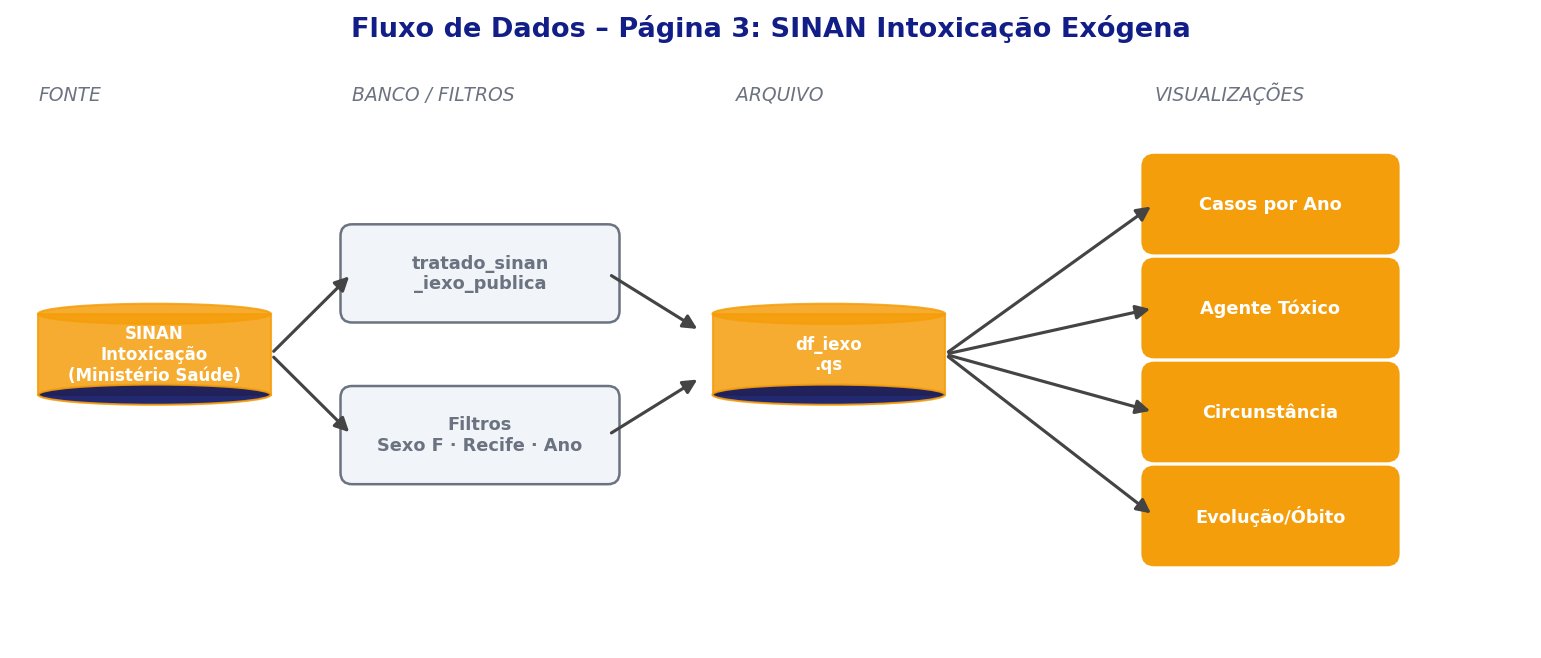 Fluxo de Dados – Página 3: SINAN Intoxicação Exógena
FONTE
BANCO / FILTROS
ARQUIVO
VISUALIZAÇÕES
SINAN
Intoxicação
(Ministério Saúde)
tratado_sinan
_iexo_publica
Filtros
Sexo F · Recife · Ano
df_iexo
.qs
Casos por Ano
Agente Tóxico
Circunstância
Evolução/Óbito